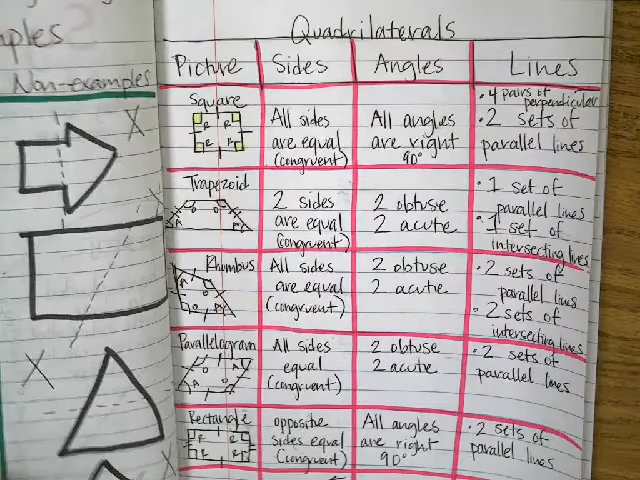 mples
Non-examples
Quadrilaterals
Picture
Sides
Angles
Lines
Square
R
R
R
R
All sides
are equal
(congruent)
All angles
are right
90°
· 4 pairs of
perpendicular
· 2 sets of
parallel lines
Trapezoid
O
O
A
A
2 sides
are equal
(congruent)
2 obtuse
2 acute
· 1 set of
parallel lines
· 1 set of
intersecting lines
Rhombus
A
O
O
A
All sides
are equal
(congruent)
2 obtuse
2 acute
· 2 sets of
parallel lines
· 2 sets of
intersecting lines
Parallelogram
O
A
A
O
All sides
equal
(congruent)
2 obtuse
2 acute
· 2 sets of
parallel lines
Rectangle
R
R
R
R
opposite
sides equal
(congruent)
All angles
are right
90°
· 2 sets of
parallel lines